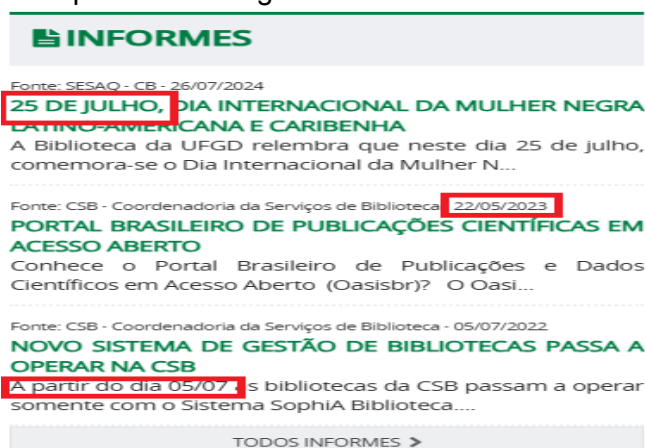 INFORMES
Fonte: SESAQ - CB - 26/07/2024
25 DE JULHO, DIA INTERNACIONAL DA MULHER NEGRA
LATINO-AMERICANA E CARIBENHA
A Biblioteca da UFGD relembra que neste dia 25 de julho,
comemora-se o Dia Internacional da Mulher N...
Fonte: CSB - Coordenadoria da Serviços de Biblioteca 22/05/2023
PORTAL BRASILEIRO DE PUBLICAÇÕES CIENTÍFICAS EM
ACESSO ABERTO
Conhece o Portal Brasileiro de Publicações e Dados
Científicos em Acesso Aberto (Oasisbr)? O Oasi...
Fonte: CSB - Coordenadoria da Serviços de Biblioteca - 05/07/2022
NOVO SISTEMA DE GESTÃO DE BIBLIOTECAS PASSA A
OPERAR NA CSB
A partir do dia 05/07 as bibliotecas da CSB passam a operar
somente com o Sistema SophiA Biblioteca....
TODOS INFORMES >